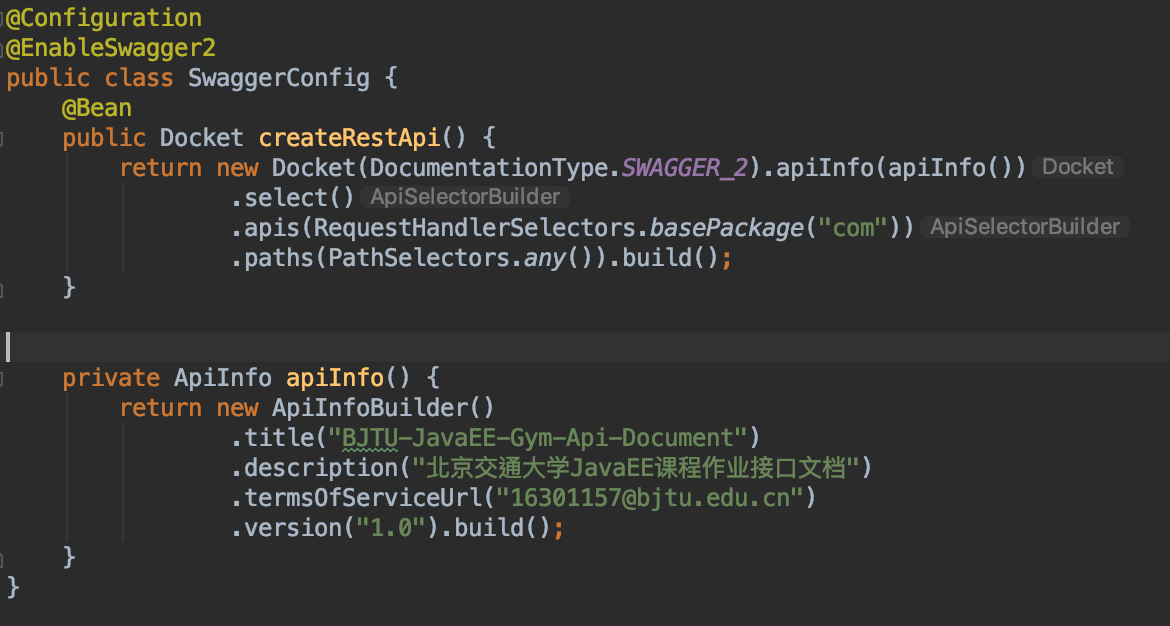 @Configuration
@EnableSwagger2
public class SwaggerConfig {
    @Bean
    public Docket createRestApi() {
        return new Docket(DocumentationType.SWAGGER_2).apiInfo(apiInfo()) Docket
                .select() ApiSelectorBuilder
                .apis(RequestHandlerSelectors.basePackage("com")) ApiSelectorBuilder
                .paths(PathSelectors.any()).build();
    }
    private ApiInfo apiInfo() {
        return new ApiInfoBuilder()
                .title("BJTU-JavaEE-Gym-Api-Document")
                .description("北京交通大学JavaEE课程作业接口文档")
                .termsOfServiceUrl("16301157@bjtu.edu.cn")
                .version("1.0").build();
    }
}